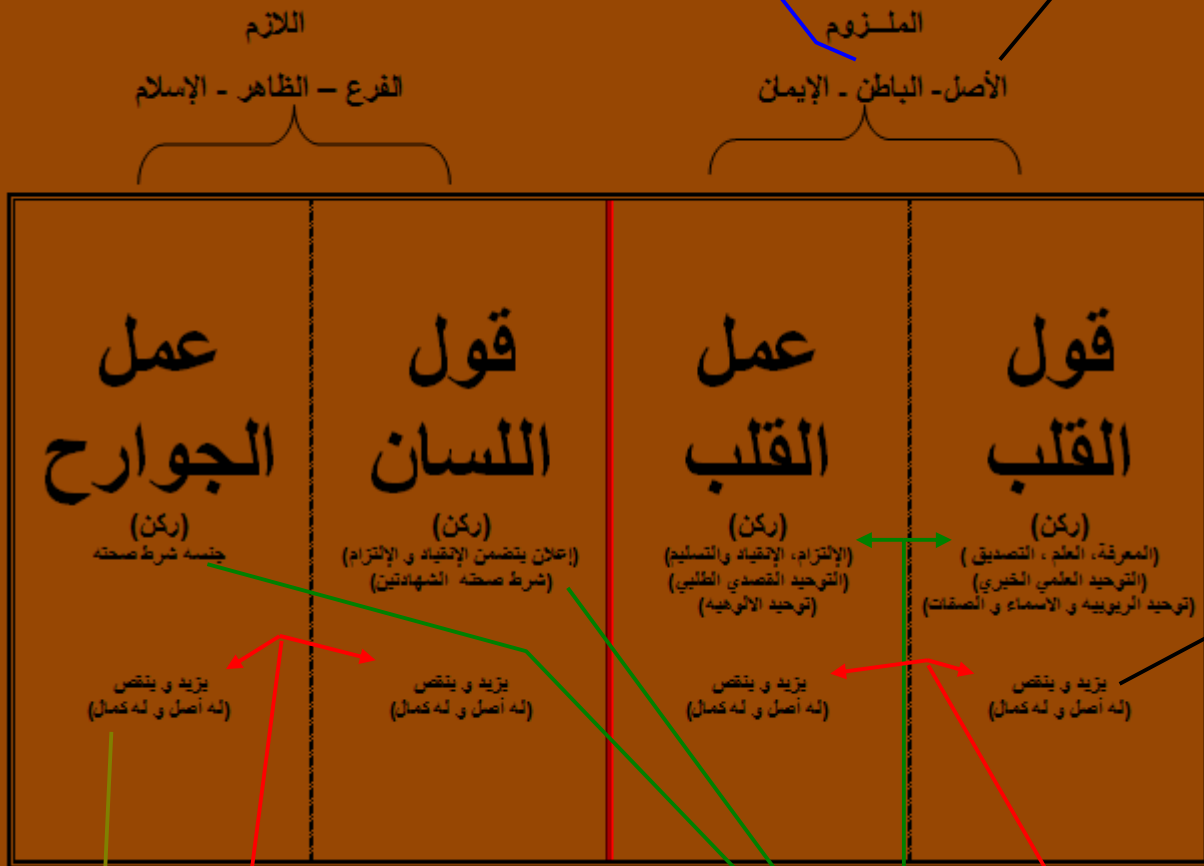 الملـزوم
الأصل- الباطن - الإيمان
اللازم
الفرع – الظاهر - الإسلام
قول
القلب
(ركن)
(المعرفة، العلم ، التصديق )
(التوحيد العلمي الخبري)
(توحيد الربوبيه و الاسماء و الصفات)
يزيد و ينقص
(له أصل و له كمال)
عمل
القلب
(ركن)
(الإلتزام، الإنقياد والتسليم)
(التوحيد القصدي الطلبي)
(توحيد الالوهيه)
يزيد و ينقص
(له أصل و له كمال)
قول
اللسان
(ركن)
(إعلان يتضمن الإنقياد و الإلتزام)
(شرط صحته الشهادتين)
يزيد و ينقص
(له أصل و له كمال)
عمل
الجوارح
(ركن)
جنسه شرط صحته
يزيد و ينقص
(له أصل و له كمال)